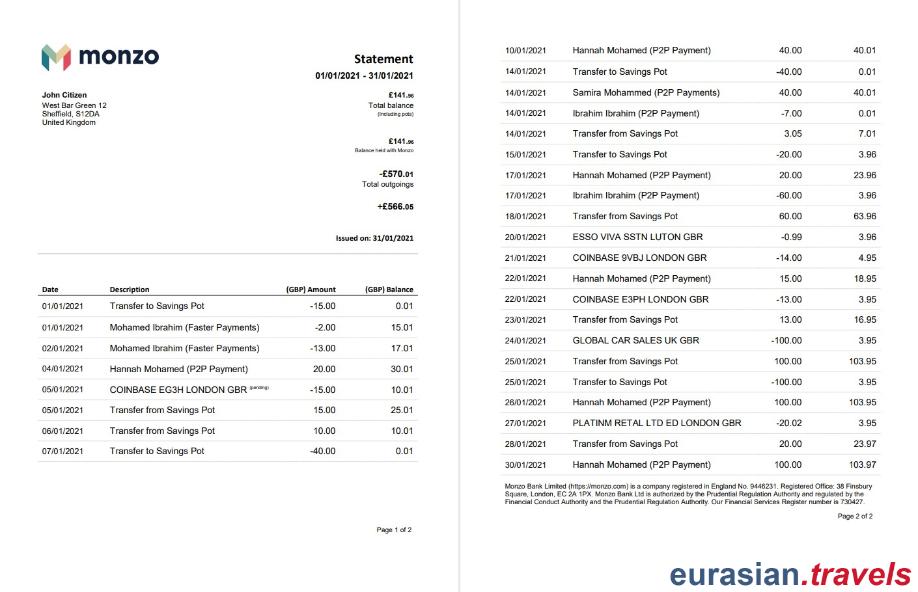 monzo
Statement
01/01/2021 - 31/01/2021
John Citizen
West Bar Green 12
Sheffield, S12DA
United Kingdom
£141.96
Total balance
(Including pots)
£141.96
Balance held with Monzo
-£570.01
Total outgoings
+£566.05
Issued on: 31/01/2021
Date Description (GBP) Amount (GBP) Balance
01/01/2021 Transfer to Savings Pot -15.00 0.01
01/01/2021 Mohamed Ibrahim (Faster Payments) -2.00 15.01
02/01/2021 Mohamed Ibrahim (Faster Payments) -13.00 17.01
04/01/2021 Hannah Mohamed (P2P Payment) 20.00 30.01
05/01/2021 COINBASE EG3H LONDON GBR (pending) -15.00 10.01
05/01/2021 Transfer from Savings Pot 15.00 25.01
06/01/2021 Transfer from Savings Pot 10.00 10.01
07/01/2021 Transfer to Savings Pot -40.00 0.01
Page 1 of 2
10/01/2021 Hannah Mohamed (P2P Payment) 40.00 40.01
14/01/2021 Transfer to Savings Pot -40.00 0.01
14/01/2021 Samira Mohammed (P2P Payments) 40.00 40.01
14/01/2021 Ibrahim Ibrahim (P2P Payment) -7.00 0.01
14/01/2021 Transfer from Savings Pot 3.05 7.01
15/01/2021 Transfer to Savings Pot -20.00 3.96
17/01/2021 Hannah Mohamed (P2P Payment) 20.00 23.96
17/01/2021 Ibrahim Ibrahim (P2P Payment) -60.00 3.96
18/01/2021 Transfer from Savings Pot 60.00 63.96
20/01/2021 ESSO VIVA SSTN LUTON GBR -0.99 3.96
21/01/2021 COINBASE 9VBJ LONDON GBR -14.00 4.95
22/01/2021 Hannah Mohamed (P2P Payment) 15.00 18.95
22/01/2021 COINBASE E3PH LONDON GBR -13.00 3.95
23/01/2021 Transfer from Savings Pot 13.00 16.95
24/01/2021 GLOBAL CAR SALES UK GBR -100.00 3.95
25/01/2021 Transfer from Savings Pot 100.00 103.95
25/01/2021 Transfer to Savings Pot -100.00 3.95
26/01/2021 Hannah Mohamed (P2P Payment) 100.00 103.95
27/01/2021 PLATINM RETAL LTD ED LONDON GBR -20.02 3.95
28/01/2021 Transfer from Savings Pot 20.00 23.97
30/01/2021 Hannah Mohamed (P2P Payment) 100.00 103.97
Monzo Bank Limited (https://monzo.com) is a company registered in England No. 9446231. Registered Office: 38 Finsbury
Square, London, EC 2A 1PX. Monzo Bank Ltd is authorized by the Prudential Regulation Authority and regulated by the
Financial Conduct Authority and the Prudential Regulation Authority. Our Financial Services Register number is 730427.
Page 2 of 2
eurasian.travels